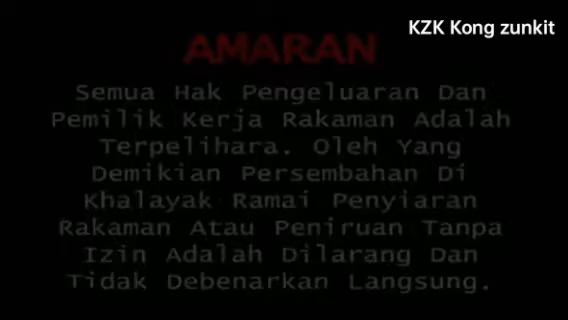 KZK Kong zunkit
AMARAN
Semua Hak Pengeluaran Dan
Pemilik Kerja Rakaman Adalah
Terpelihara. Oleh Yang
Demikian Persembahan Di
Khalayak Ramai Penyiaran
Rakaman Atau Peniruan Tanpa
Izin Adalah Dilarang Dan
Tidak Debenarkan Langsung.